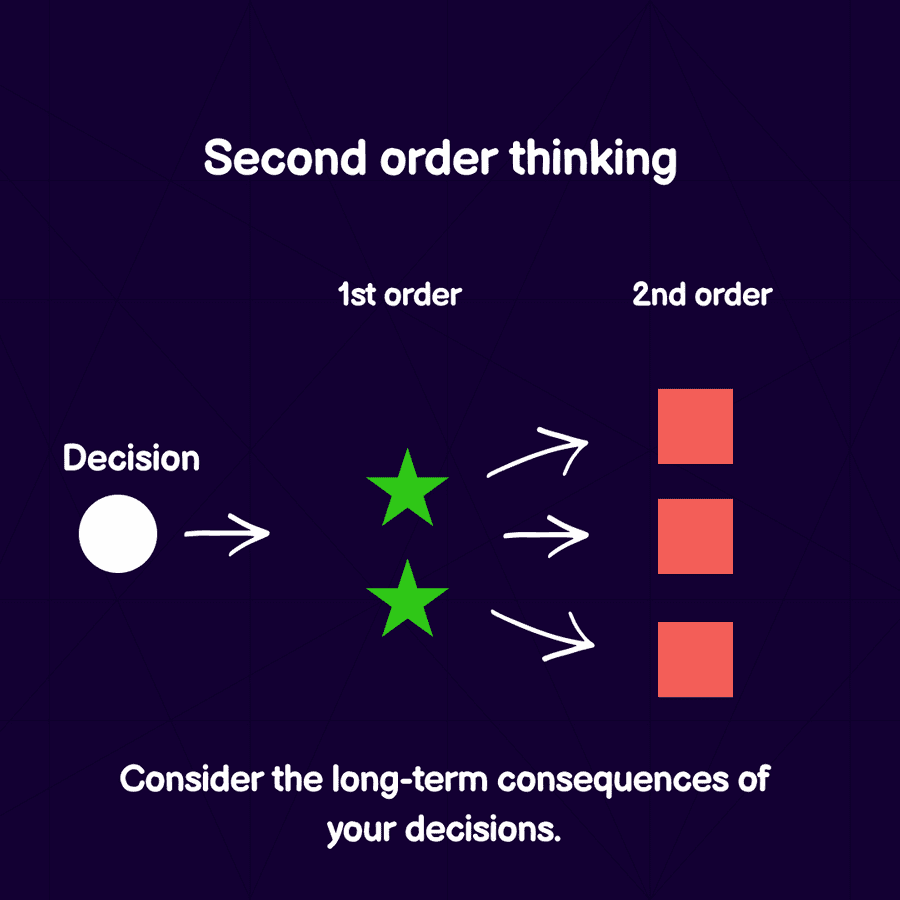 Second order thinking
1st order
2nd order
Decision
Consider the long-term consequences of
your decisions.